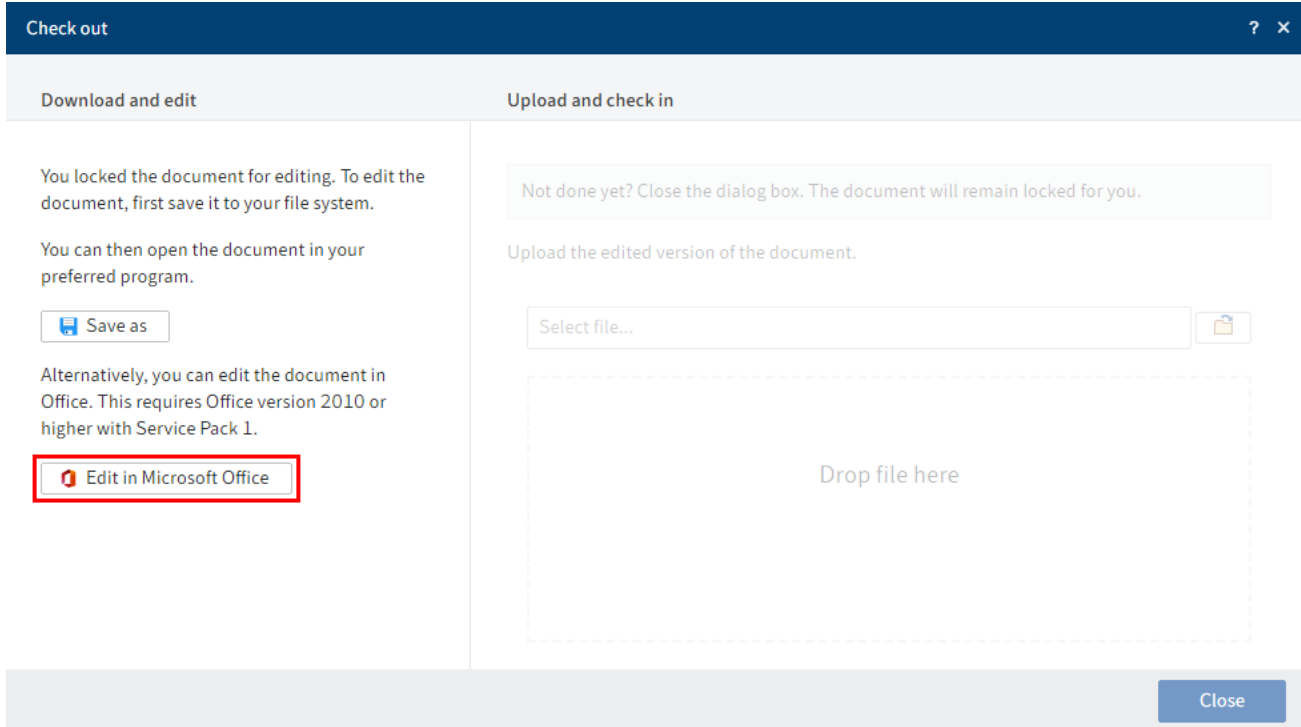 Check out
? ×
Download and edit
Upload and check in
You locked the document for editing. To edit the
document, first save it to your file system.
You can then open the document in your
preferred program.
Save as
Alternatively, you can edit the document in
Office. This requires Office version 2010 or
higher with Service Pack 1.
Edit in Microsoft Office
Not done yet? Close the dialog box. The document will remain locked for you.
Upload the edited version of the document.
Select file...
Drop file here
Close